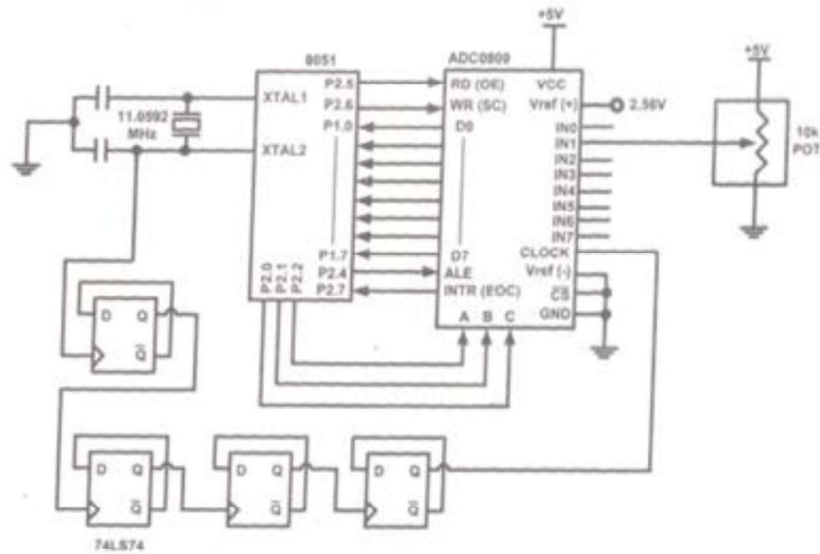 +5V
8051
ADC0809
+5V
XTAL1
P2.5
RD (OE)
VCC
11.0592
MHz
P2.6
WR (SC)
Vref (+)
2.56V
P1.0
D0
IN0
10k
POT
XTAL2
IN1
IN2
IN3
IN4
IN5
IN6
IN7
P1.7
D7
CLOCK
P2.0
P2.1
P2.2
P2.4
ALE
Vref (-)
P2.7
INTR (EOC)
CS
GND
A B C
D Q
Q
D Q
Q
D Q
Q
D Q
Q
74LS74